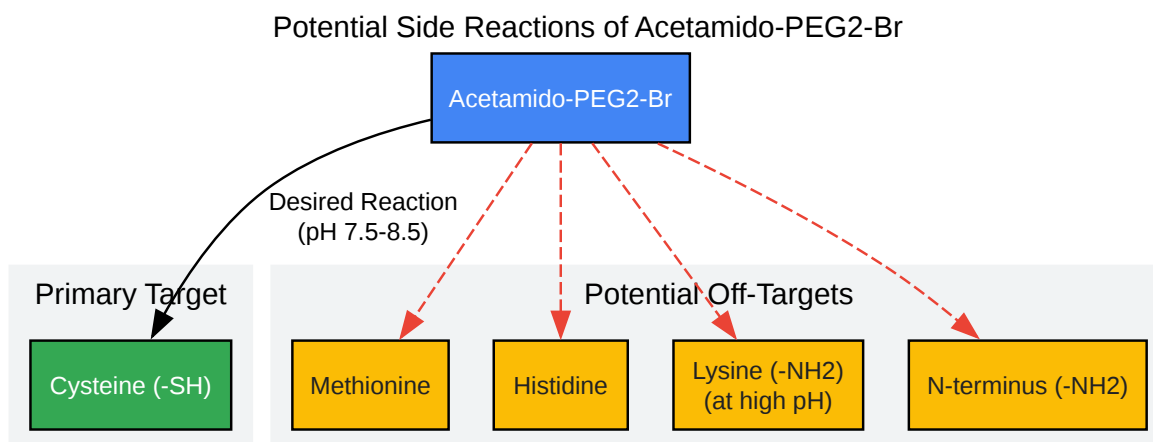 Potential Side Reactions of Acetamido-PEG2-Br
Acetamido-PEG2-Br
Desired Reaction
(pH 7.5-8.5)
Primary Target
Potential Off-Targets
Cysteine (-SH)
Methionine
Histidine
Lysine (-NH2)
(at high pH)
N-terminus (-NH2)